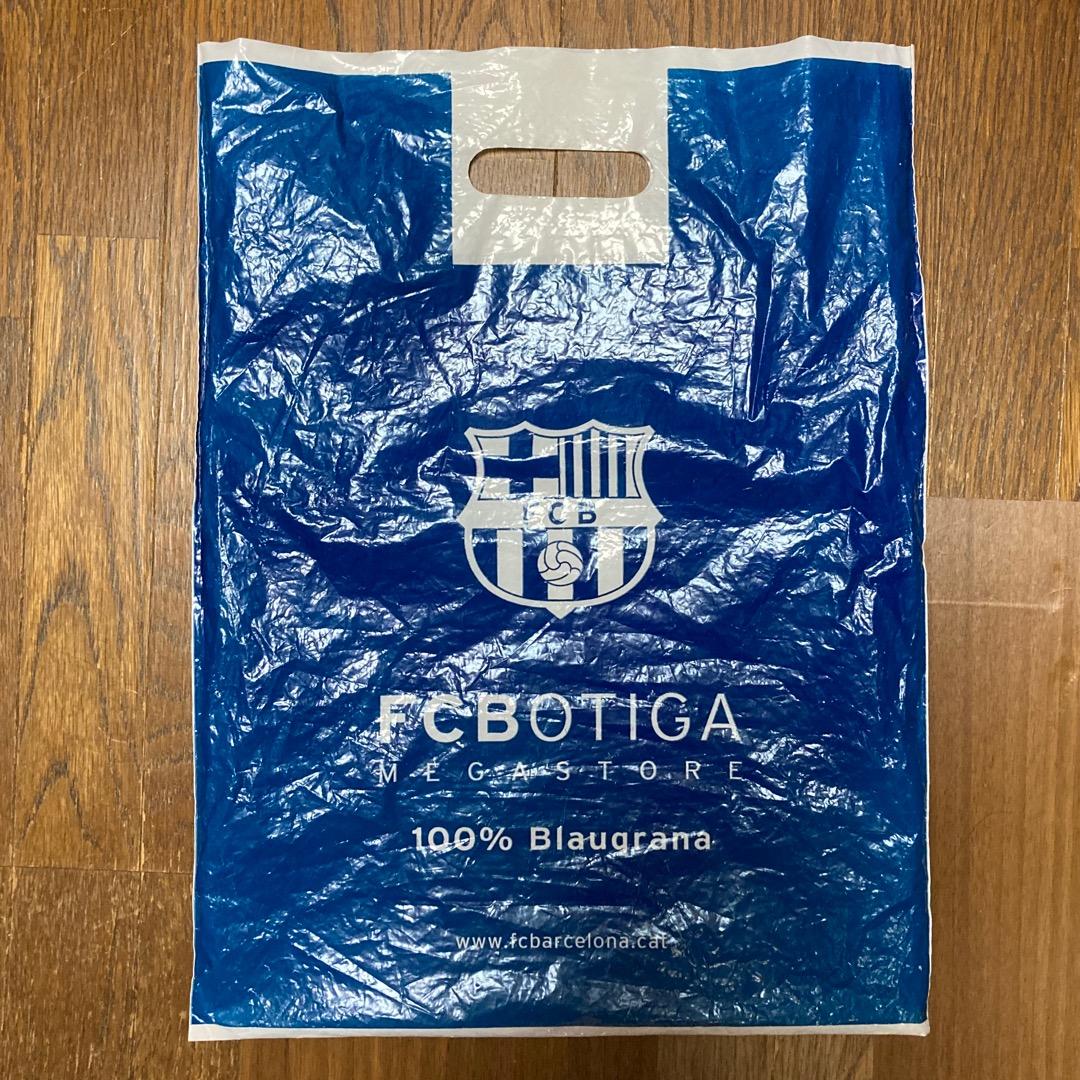 FCB
FCBOTIGA
MEGASTORE
100% Blaugrana
www.fcbarcelona.cat